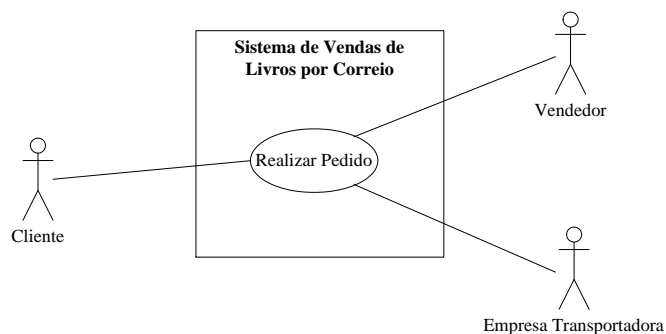 Sistema de Vendas de
Livros por Correio
Vendedor
Realizar Pedido
Cliente
Empresa Transportadora